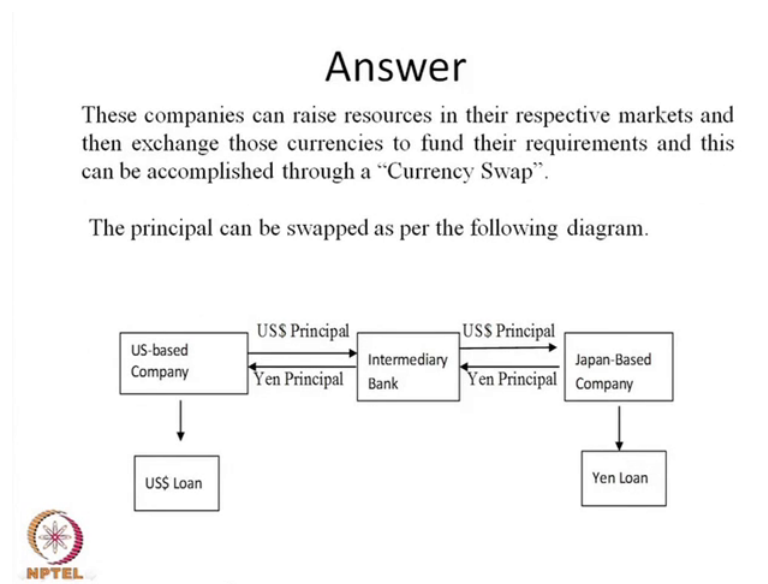 Answer
These companies can raise resources in their respective markets and
then exchange those currencies to fund their requirements and this
can be accomplished through a “Currency Swap”.
The principal can be swapped as per the following diagram.
US-based
Company
US$ Principal
Yen Principal
Intermediary
Bank
US$ Principal
Yen Principal
Japan-Based
Company
US$ Loan
Yen Loan
NPTEL